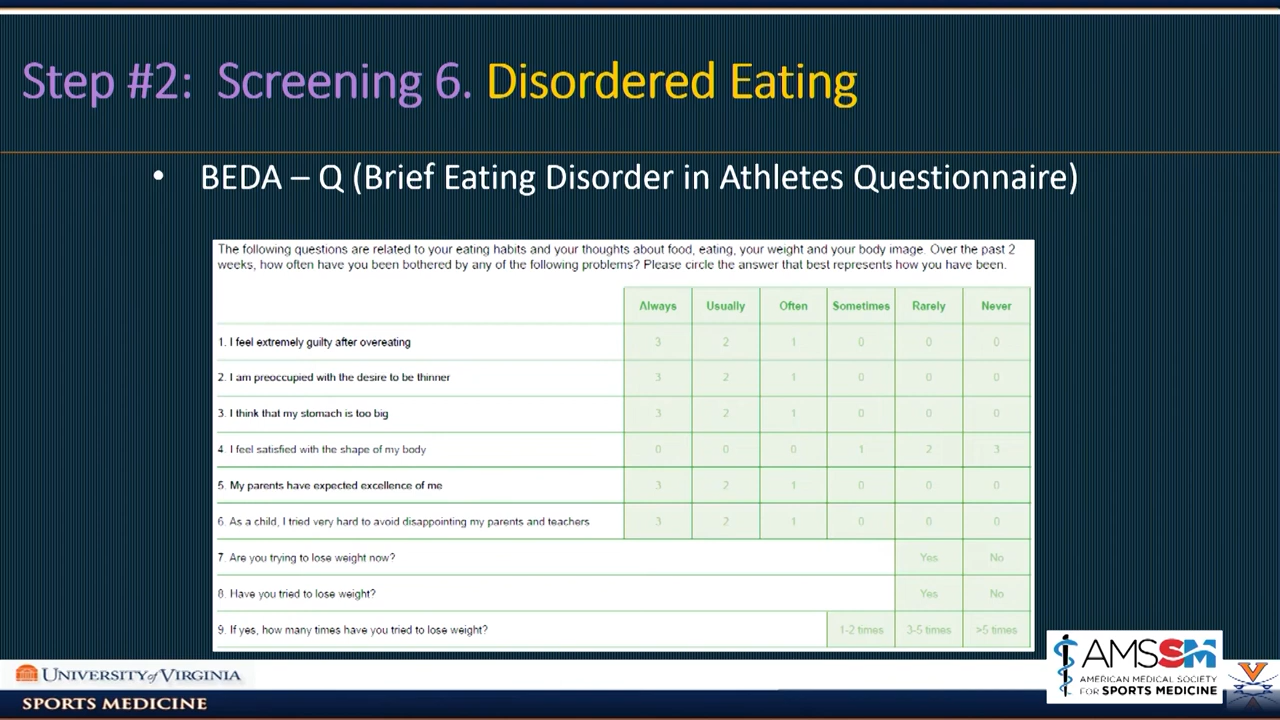 Step #2: Screening 6. Disordered Eating
• BEDA – Q (Brief Eating Disorder in Athletes Questionnaire)
The following questions are related to your eating habits and your thoughts about food, eating, your weight and your body image. Over the past 2
weeks, how often have you been bothered by any of the following problems? Please circle the answer that best represents how you have been.
Always Usually Often Sometimes Rarely Never
1. I feel extremely guilty after overeating 3 2 1 0 0 0
2. I am preoccupied with the desire to be thinner 3 2 1 0 0 0
3. I think that my stomach is too big 3 2 1 0 0 0
4. I feel satisfied with the shape of my body 0 0 0 1 2 3
5. My parents have expected excellence of me 3 2 1 0 0 0
6. As a child, I tried very hard to avoid disappointing my parents and teachers 3 2 1 0 0 0
7. Are you trying to lose weight now? Yes No
8. Have you tried to lose weight? Yes No
9. If yes, how many times have you tried to lose weight? 1-2 times 3-5 times >5 times
UNIVERSITY of VIRGINIA
SPORTS MEDICINE
AMSSM
AMERICAN MEDICAL SOCIETY
FOR SPORTS MEDICINE